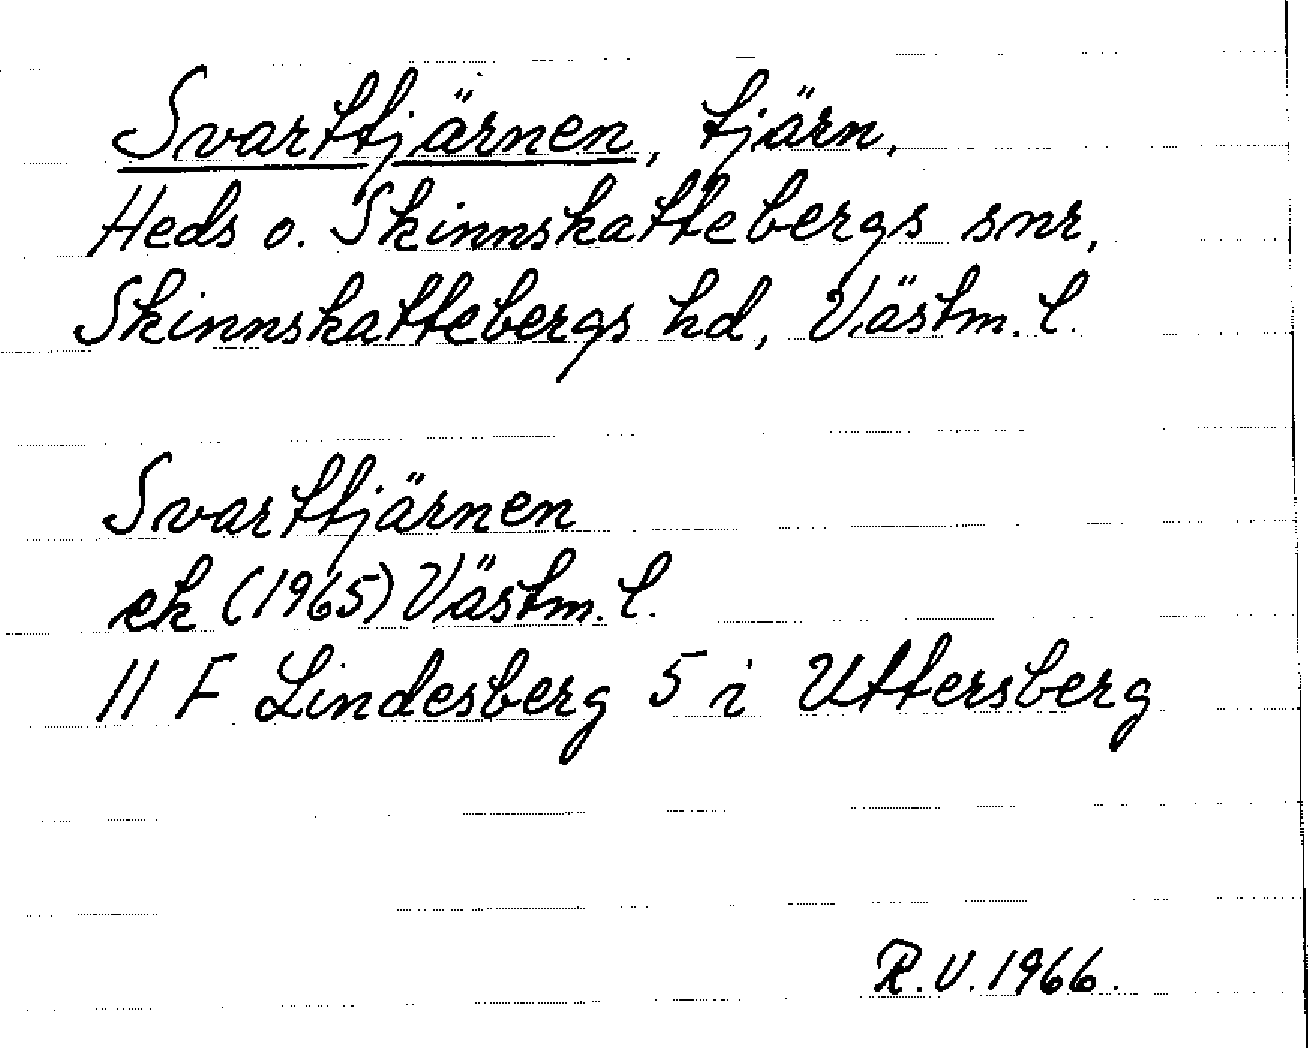 Svarttjärnen, tjärn,
Heds o. Skinnskattebergs snr,
Skinnskattebergs hd, Västm. l.
Svarttjärnen
ek (1965) Västm. l.
11 F Lindesberg 5 i Uttersberg
R.V. 1966.